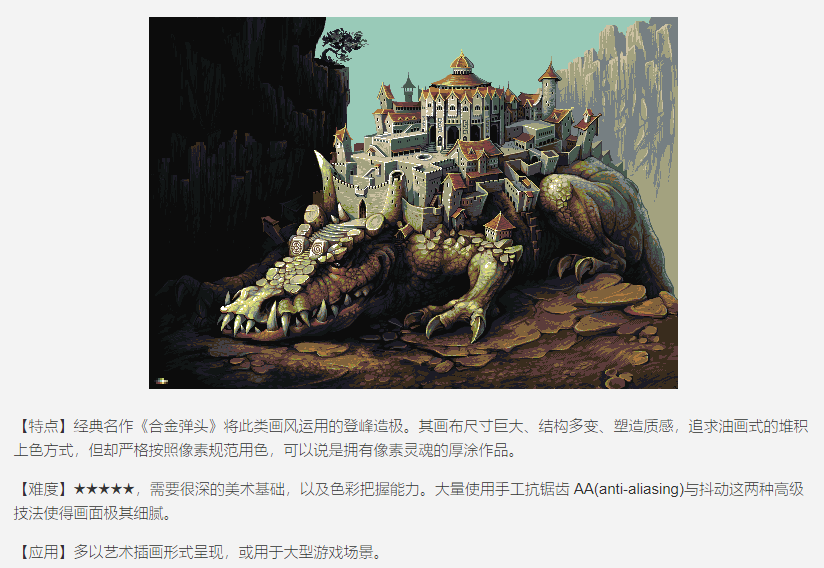 【特点】经典名作《合金弹头》将此类画风运用的登峰造极。其画布尺寸巨大、结构多变、塑造质感，追求油画式的堆积
上色方式，但却严格按照像素规范用色，可以说是拥有像素灵魂的厚涂作品。
【难度】★★★★★，需要很深的美术基础，以及色彩把握能力。大量使用手工抗锯齿 AA(anti-aliasing)与抖动这两种高级
技法使得画面极其细腻。
【应用】多以艺术插画形式呈现，或用于大型游戏场景。